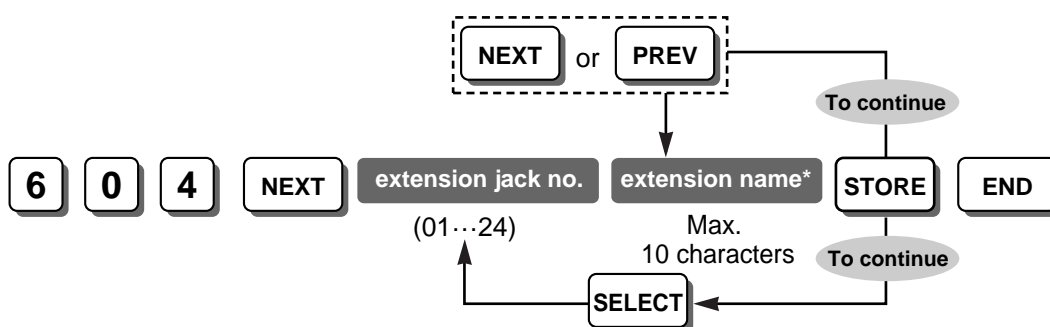 NEXT or PREV
To continue
6 0 4 NEXT extension jack no. extension name* STORE END
(01···24) Max.
10 characters
To continue
SELECT